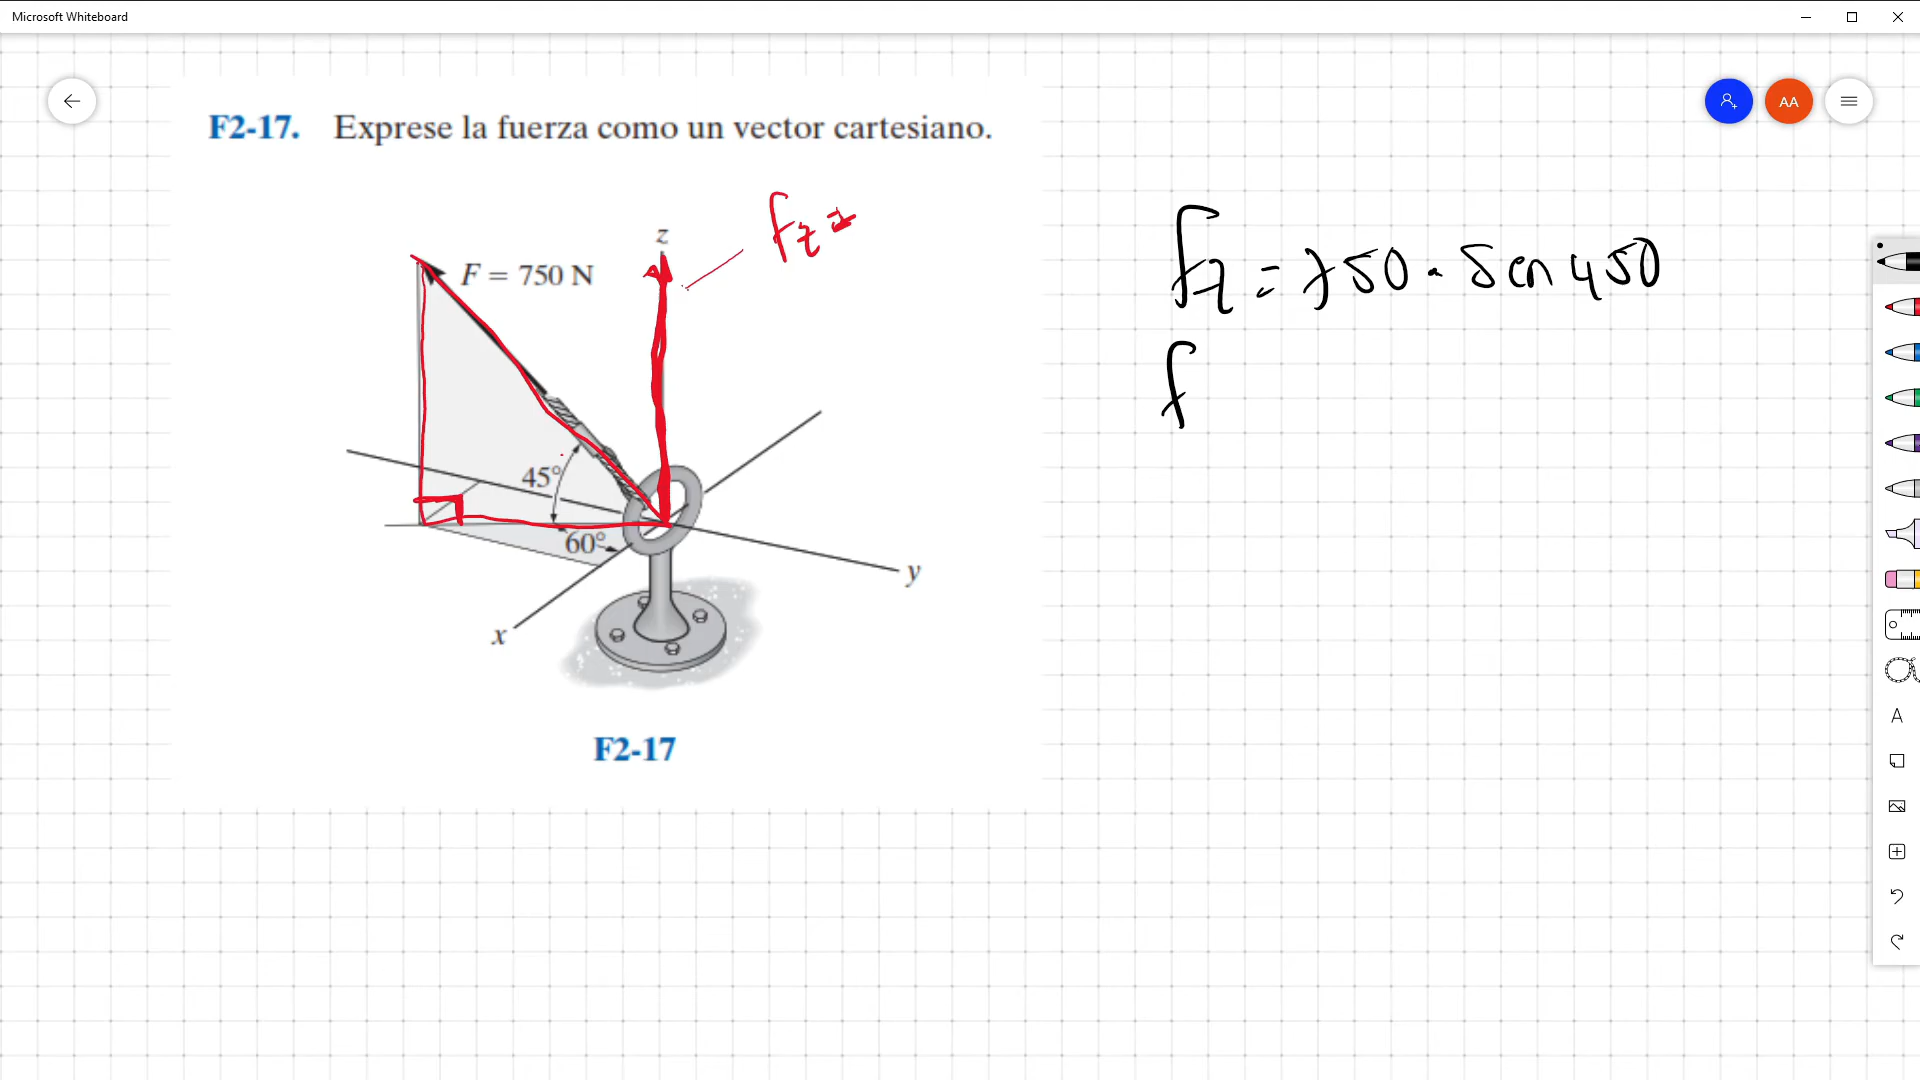 Microsoft Whiteboard
AA
F2-17. Exprese la fuerza como un vector cartesiano.
fz =
z
F = 750 N
fz = 750 · Sen 450
f
45°
60°
y
x
F2-17
A